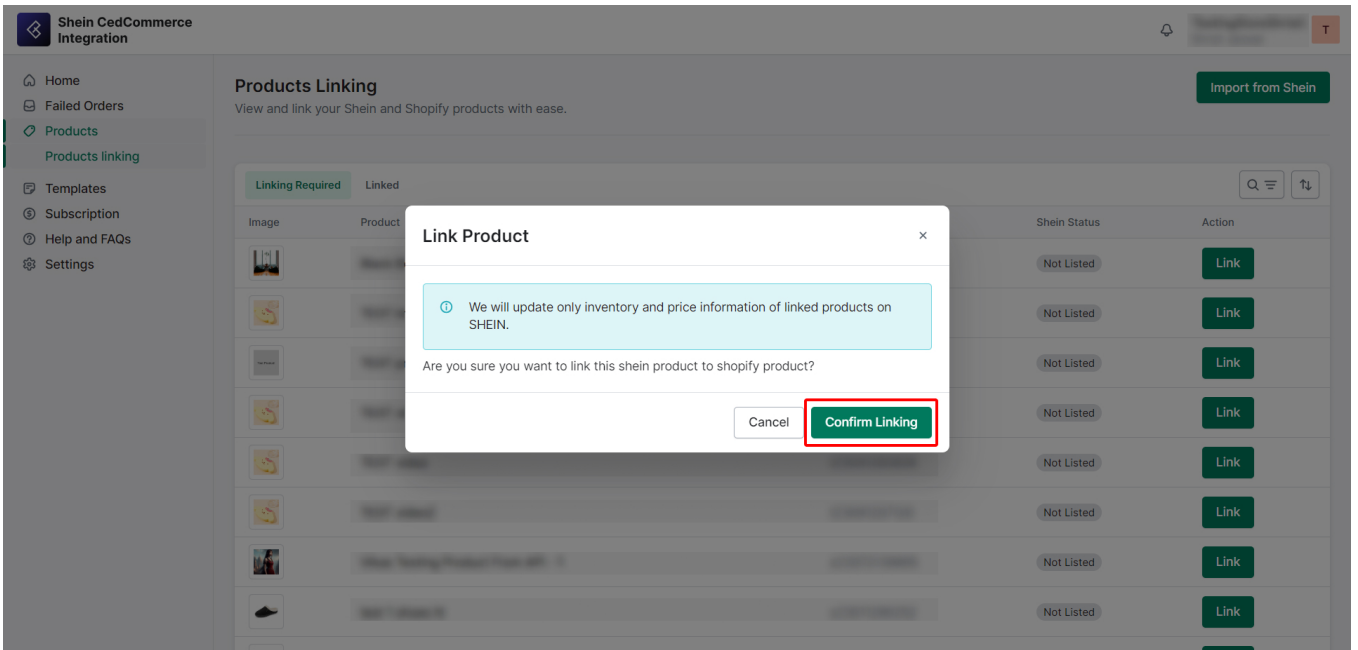 Shein CedCommerce
Integration
T
Home
Failed Orders
Products
Products linking
Templates
Subscription
Help and FAQs
Settings
Products Linking
View and link your Shein and Shopify products with ease.
Import from Shein
Linking Required
Linked
Image
Product
Shein Status
Action
Not Listed
Link
Not Listed
Link
Not Listed
Link
Not Listed
Link
Not Listed
Link
Not Listed
Link
Not Listed
Link
Not Listed
Link
Link Product
×
We will update only inventory and price information of linked products on
SHEIN.
Are you sure you want to link this shein product to shopify product?
Cancel
Confirm Linking